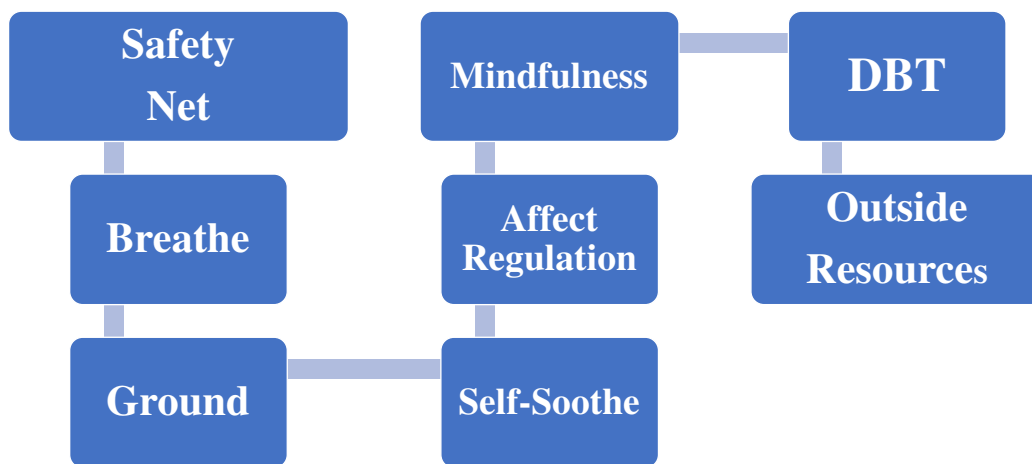 Safety
Net
Breathe
Ground
Self-Soothe
Affect
Regulation
Mindfulness
DBT
Outside
Resources